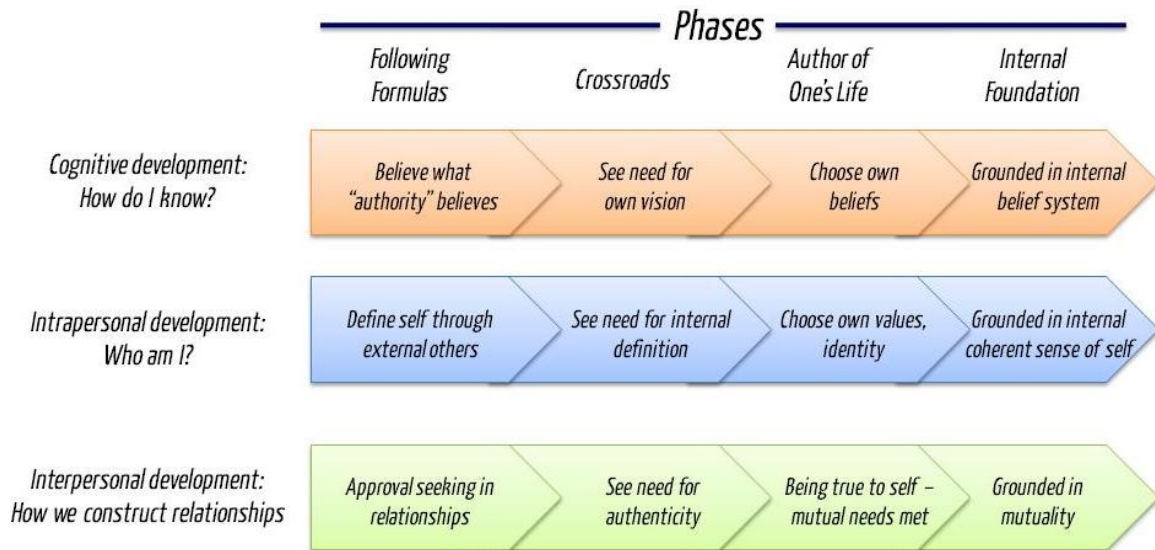 Phases
Following
Formulas
Crossroads
Author of
One's Life
Internal
Foundation
Cognitive development:
How do I know?
Believe what
“authority” believes
See need for
own vision
Choose own
beliefs
Grounded in internal
belief system
Intrapersonal development:
Who am I?
Define self through
external others
See need for internal
definition
Choose own values,
identity
Grounded in internal
coherent sense of self
Interpersonal development:
How we construct relationships
Approval seeking in
relationships
See need for
authenticity
Being true to self –
mutual needs met
Grounded in
mutuality